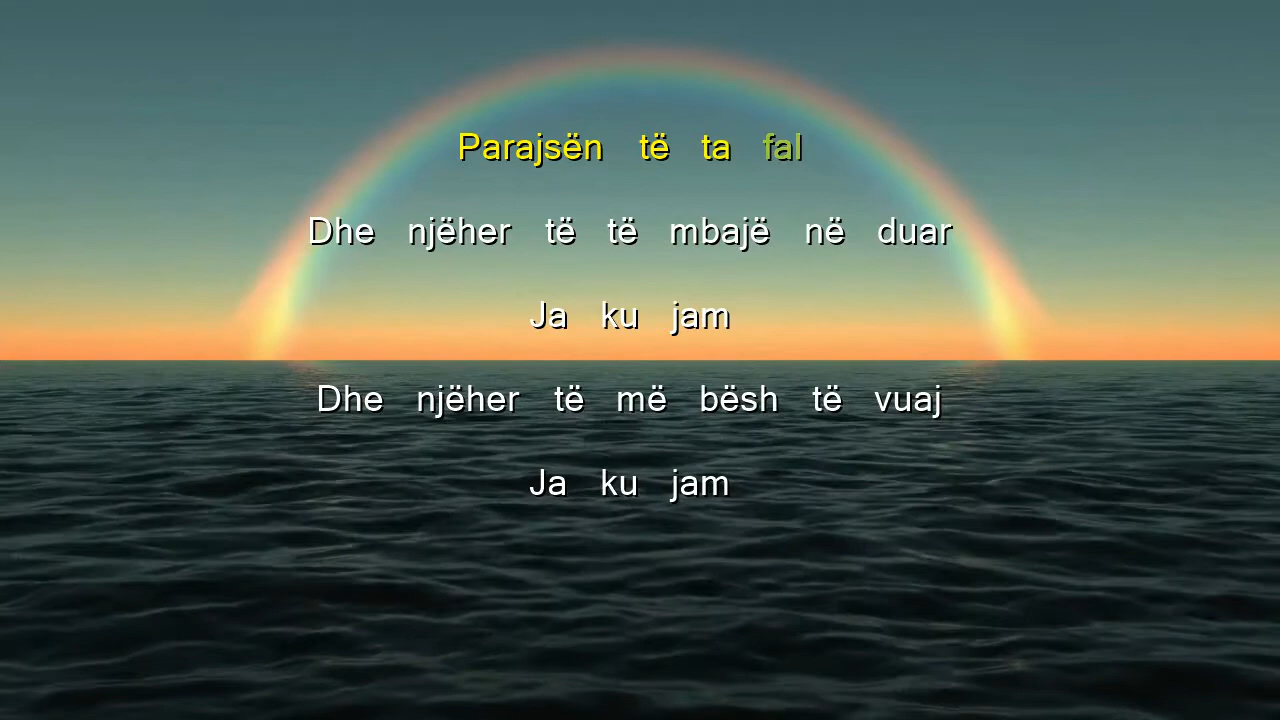 Parajsën të ta fal
Dhe njëher të të mbajë në duar
Ja ku jam
Dhe njëher të më bësh të vuaj
Ja ku jam